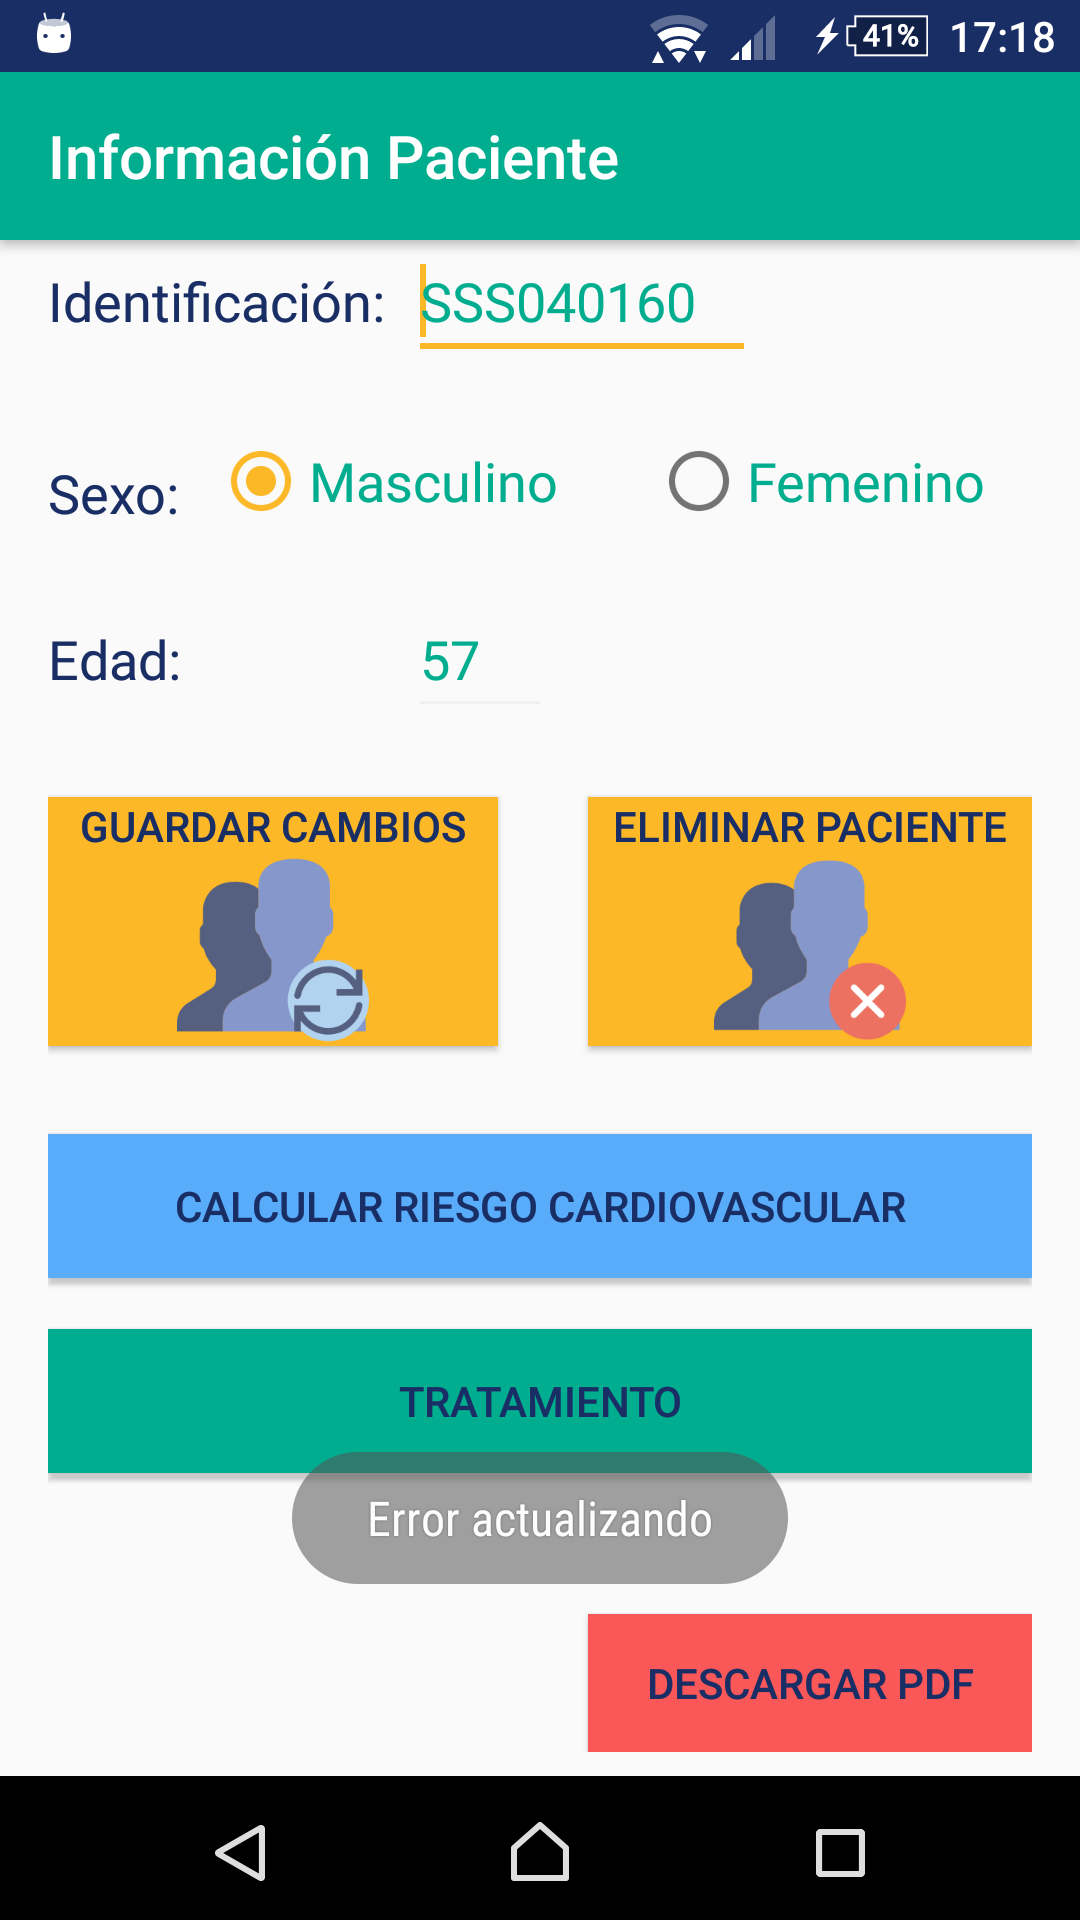 41% 17:18
Información Paciente
Identificación: SSS040160
Sexo: Masculino Femenino
Edad: 57
GUARDAR CAMBIOS ELIMINAR PACIENTE
CALCULAR RIESGO CARDIOVASCULAR
TRATAMIENTO
Error actualizando
DESCARGAR PDF